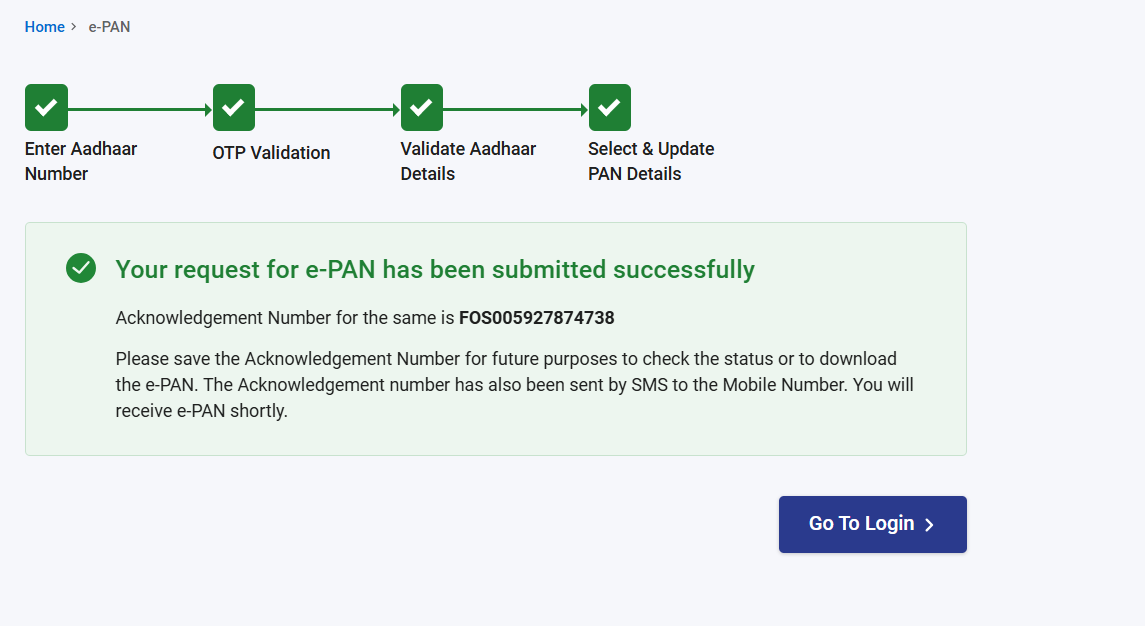 Home > e-PAN
Enter Aadhaar
Number
OTP Validation
Validate Aadhaar
Details
Select & Update
PAN Details
Your request for e-PAN has been submitted successfully
Acknowledgement Number for the same is FOS005927874738
Please save the Acknowledgement Number for future purposes to check the status or to download
the e-PAN. The Acknowledgement number has also been sent by SMS to the Mobile Number. You will
receive e-PAN shortly.
Go To Login >